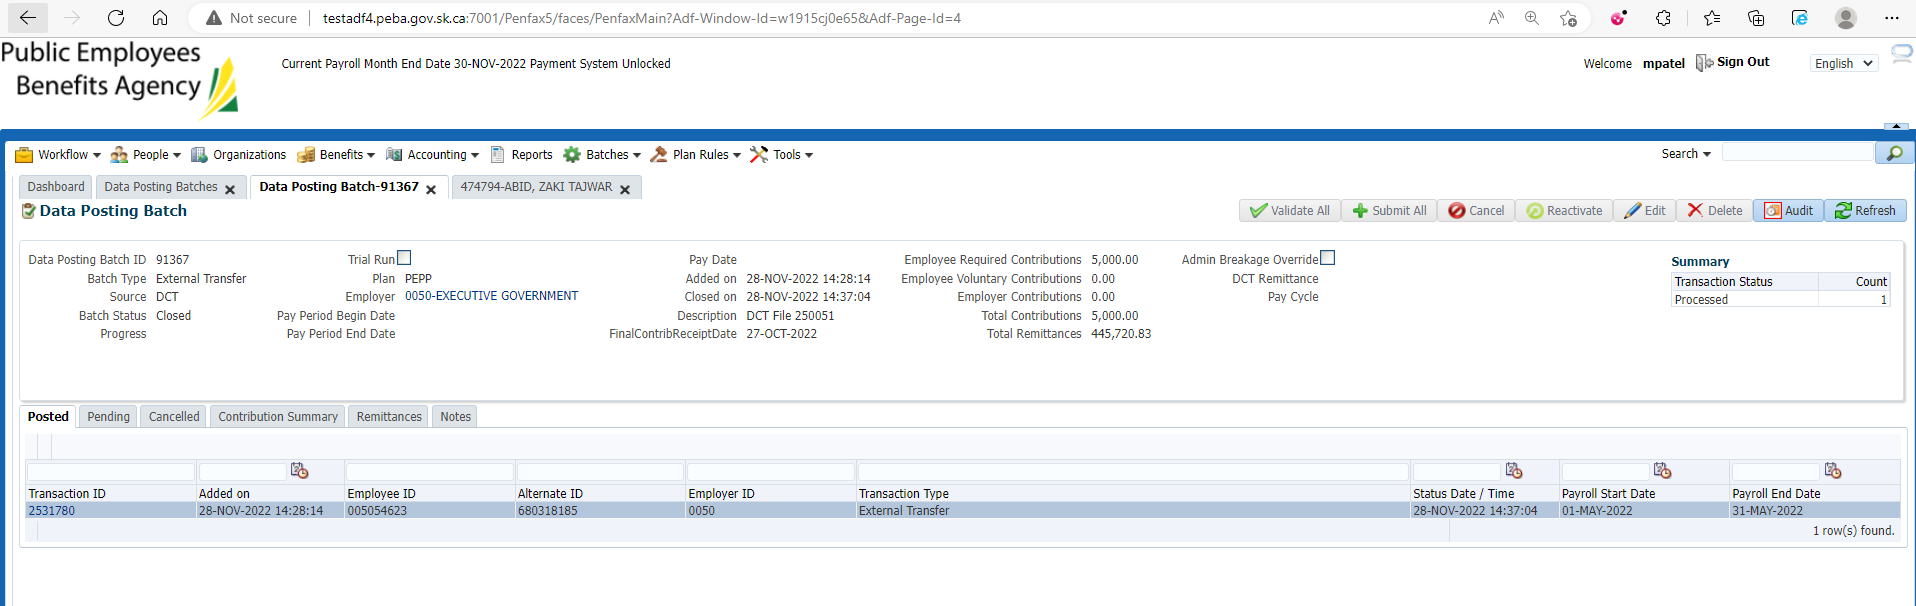 Not secure testadf4.peba.gov.sk.ca:7001/Penfax5/faces/PenfaxMain?Adf-Window-Id=w1915cj0e65&Adf-Page-Id=4
Public Employees
Benefits Agency
Current Payroll Month End Date 30-NOV-2022 Payment System Unlocked
Welcome mpatel Sign Out English
Workflow People Organizations Benefits Accounting Reports Batches Plan Rules Tools Search
Dashboard Data Posting Batches Data Posting Batch-91367 474794-ABID, ZAKI TAJWAR
Data Posting Batch Validate All Submit All Cancel Reactivate Edit Delete Audit Refresh
Data Posting Batch ID 91367 Trial Run Pay Date Employee Required Contributions 5,000.00 Admin Breakage Override Summary
Batch Type External Transfer Plan PEPP Added on 28-NOV-2022 14:28:14 Employee Voluntary Contributions 0.00 DCT Remittance Transaction Status Count
Source DCT Employer 0050-EXECUTIVE GOVERNMENT Closed on 28-NOV-2022 14:37:04 Employer Contributions 0.00 Pay Cycle Processed 1
Batch Status Closed Pay Period Begin Date Description DCT File 250051 Total Contributions 5,000.00
Progress Pay Period End Date FinalContribReceiptDate 27-OCT-2022 Total Remittances 445,720.83
Posted Pending Cancelled Contribution Summary Remittances Notes
Transaction ID Added on Employee ID Alternate ID Employer ID Transaction Type Status Date / Time Payroll Start Date Payroll End Date
2531780 28-NOV-2022 14:28:14 005054623 680318185 0050 External Transfer 28-NOV-2022 14:37:04 01-MAY-2022 31-MAY-2022
1 row(s) found.